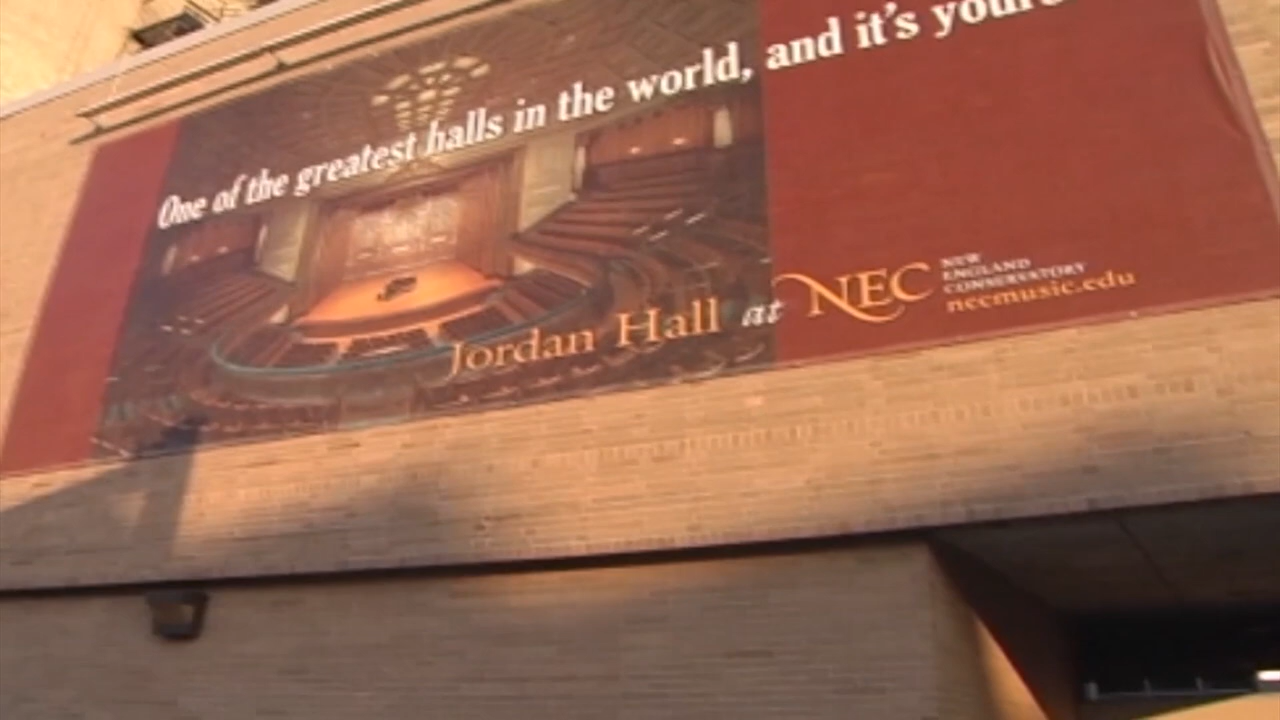 One of the greatest halls in the world, and it's yours
Jordan Hall at NEC
NEW
ENGLAND
CONSERVATORY
necmusic.edu